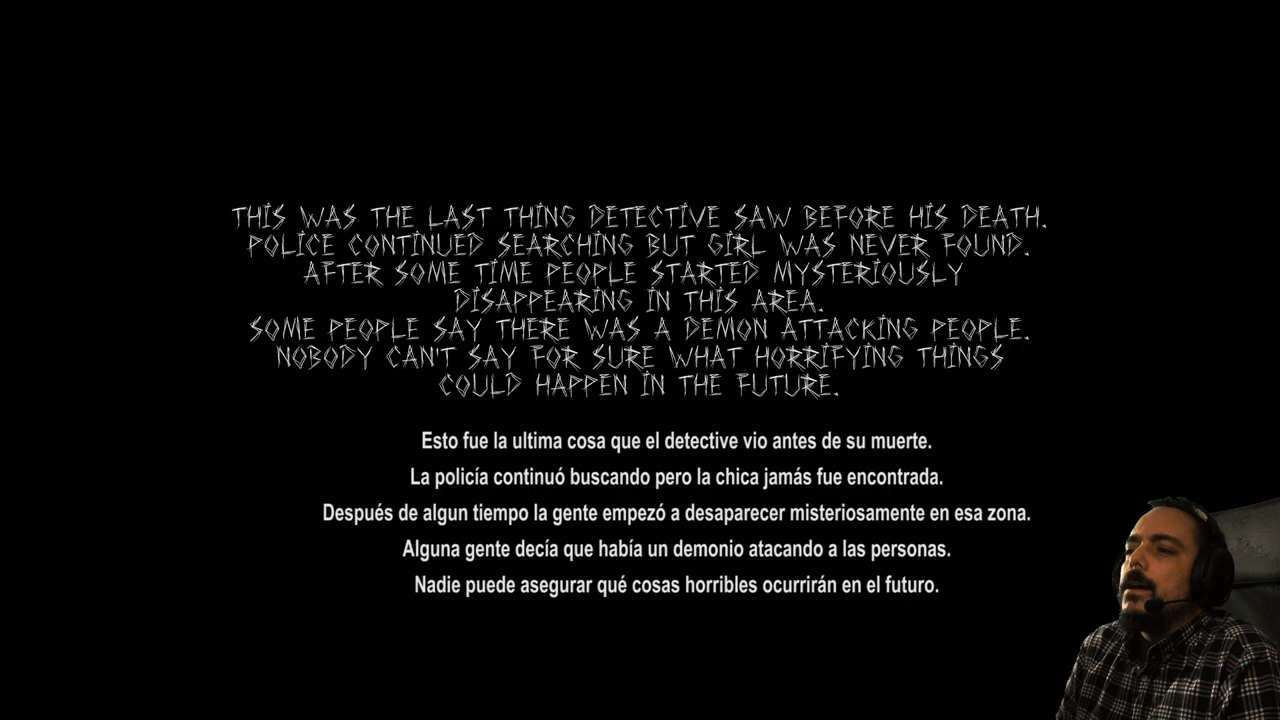 THIS WAS THE LAST THING DETECTIVE SAW BEFORE HIS DEATH.
POLICE CONTINUED SEARCHING BUT GIRL WAS NEVER FOUND.
AFTER SOME TIME PEOPLE STARTED MYSTERIOUSLY
DISAPPEARING IN THIS AREA.
SOME PEOPLE SAY THERE WAS A DEMON ATTACKING PEOPLE.
NOBODY CAN'T SAY FOR SURE WHAT HORRIFYING THINGS
COULD HAPPEN IN THE FUTURE.
Esto fue la ultima cosa que el detective vio antes de su muerte.
La policía continuó buscando pero la chica jamás fue encontrada.
Después de algun tiempo la gente empezó a desaparecer misteriosamente en esa zona.
Alguna gente decía que había un demonio atacando a las personas.
Nadie puede asegurar qué cosas horribles ocurrirán en el futuro.